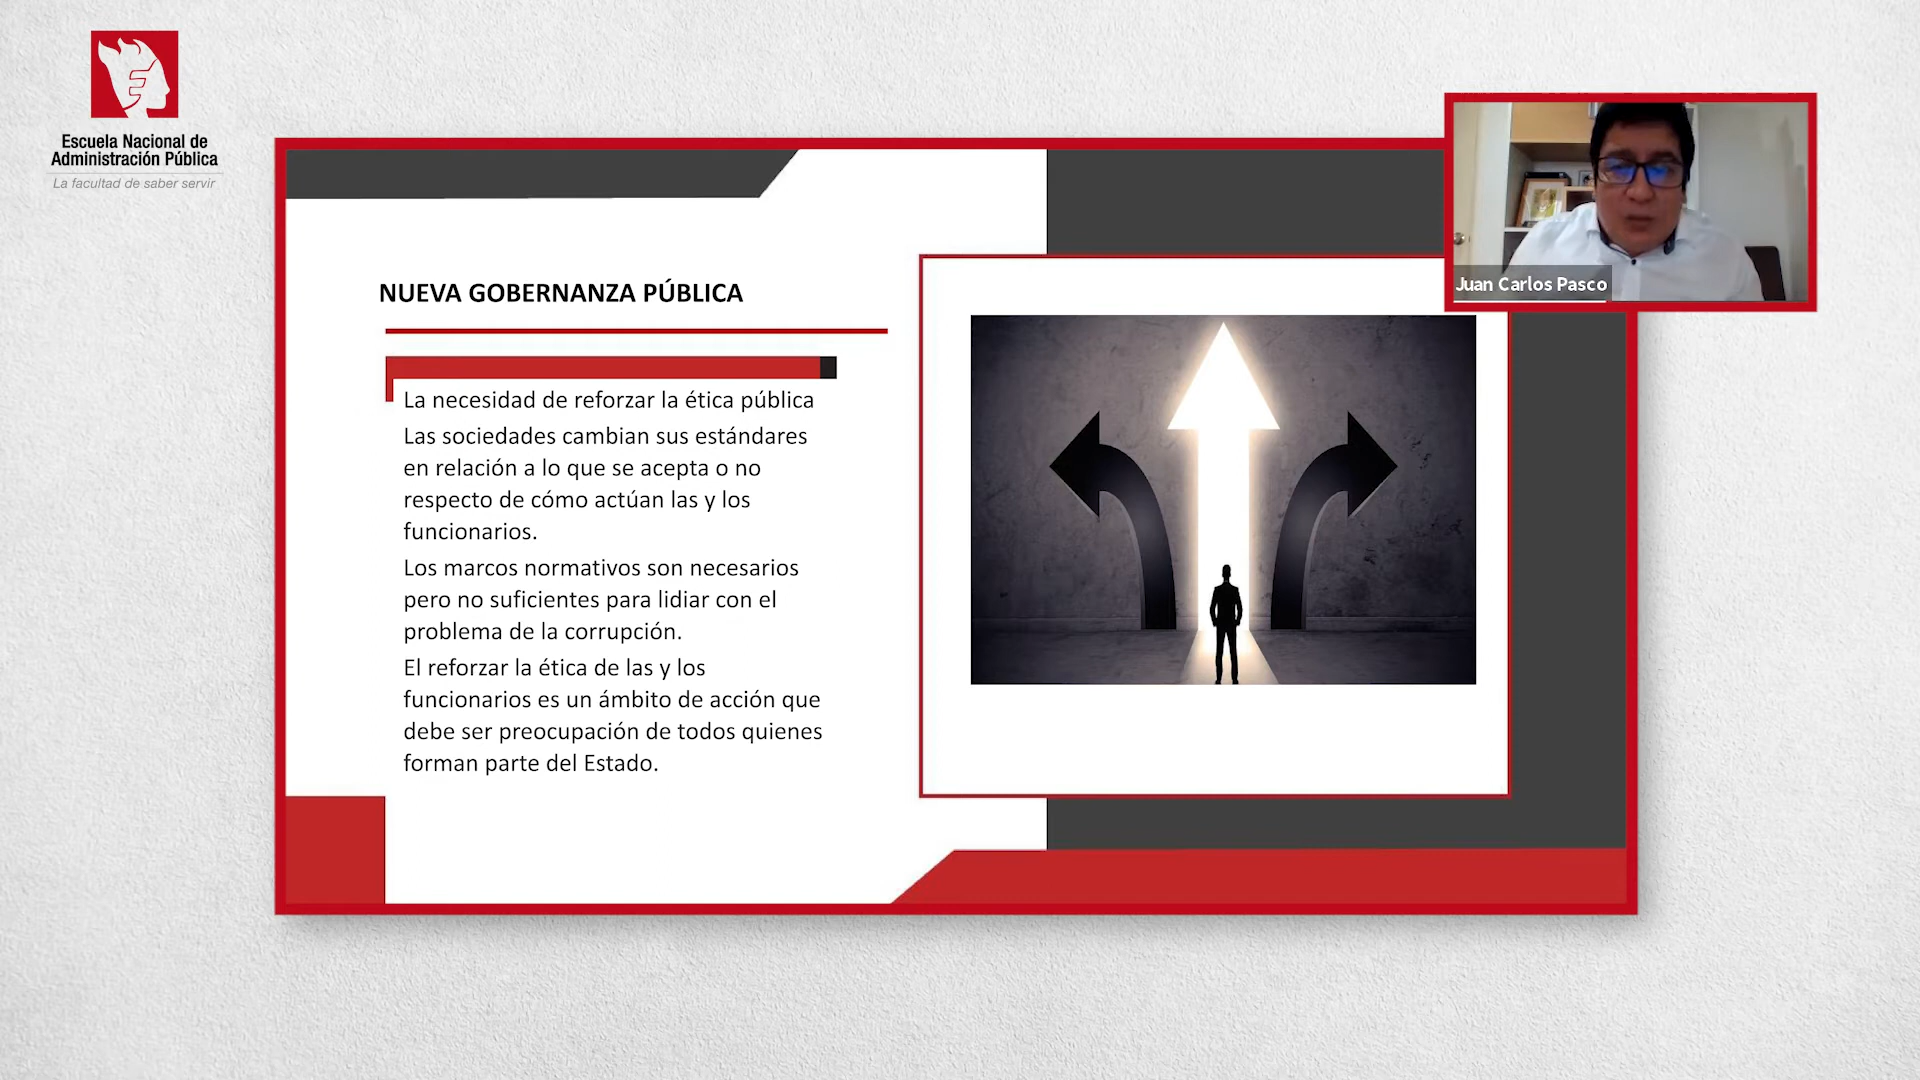 Escuela Nacional de
Administración Pública
La facultad de saber servir
Juan Carlos Pasco
NUEVA GOBERNANZA PÚBLICA
La necesidad de reforzar la ética pública
Las sociedades cambian sus estándares
en relación a lo que se acepta o no
respecto de cómo actúan las y los
funcionarios.
Los marcos normativos son necesarios
pero no suficientes para lidiar con el
problema de la corrupción.
El reforzar la ética de las y los
funcionarios es un ámbito de acción que
debe ser preocupación de todos quienes
forman parte del Estado.